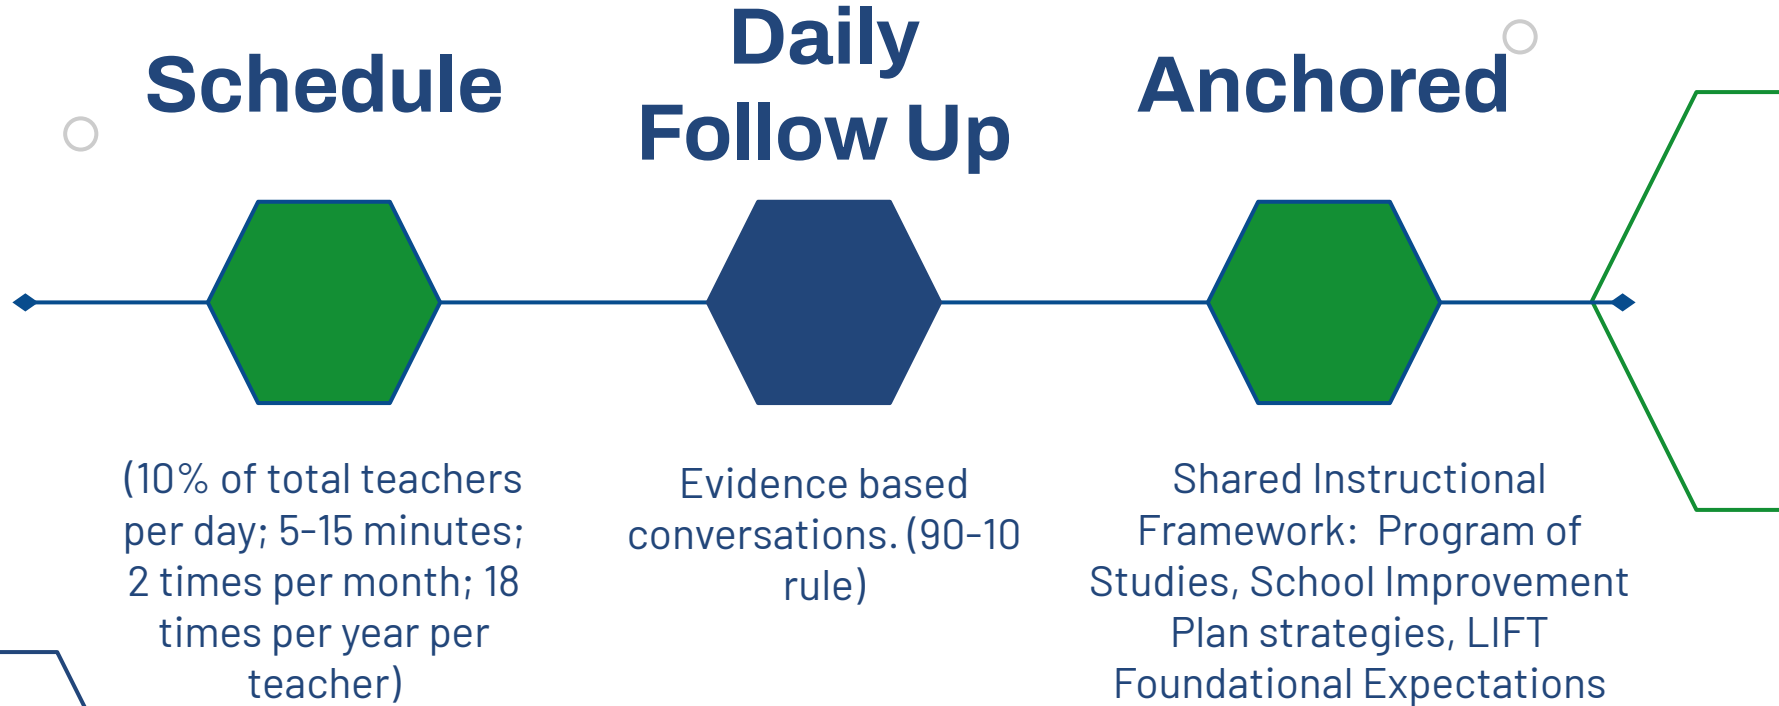 Schedule
(10% of total teachers
per day; 5-15 minutes;
2 times per month; 18
times per year per
teacher)
Daily
Follow Up
Evidence based
conversations. (90-10
rule)
Anchored
Shared Instructional
Framework:  Program of
Studies, School Improvement
Plan strategies, LIFT
Foundational Expectations